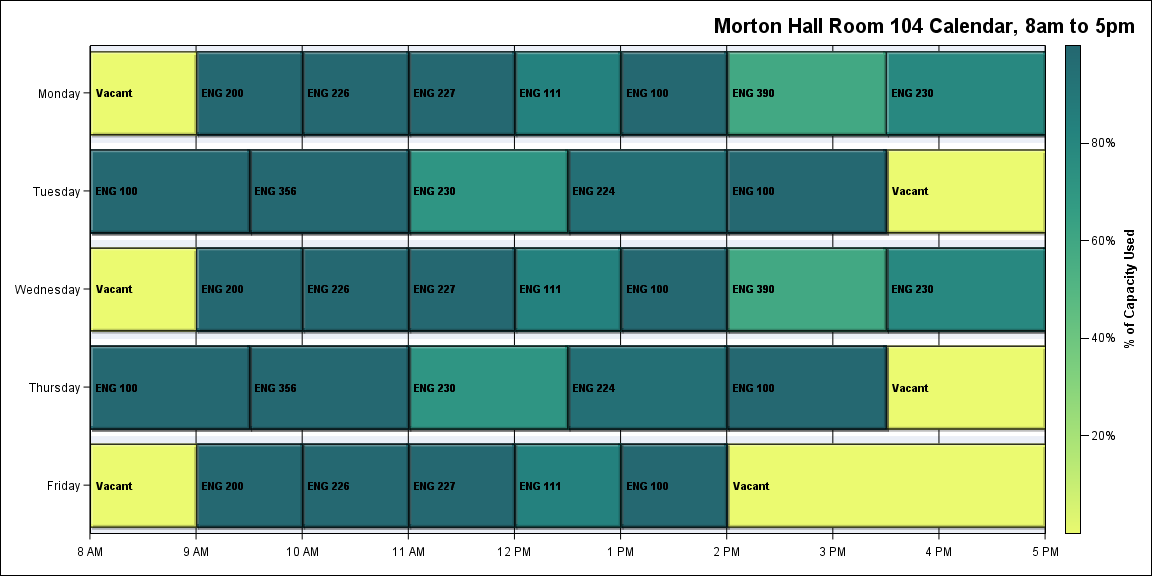 Morton Hall Room 104 Calendar, 8am to 5pm
Monday
Vacant
ENG 200
ENG 226
ENG 227
ENG 111
ENG 100
ENG 390
ENG 230
Tuesday
ENG 100
ENG 356
ENG 230
ENG 224
ENG 100
Vacant
Wednesday
Vacant
ENG 200
ENG 226
ENG 227
ENG 111
ENG 100
ENG 390
ENG 230
Thursday
ENG 100
ENG 356
ENG 230
ENG 224
ENG 100
Vacant
Friday
Vacant
ENG 200
ENG 226
ENG 227
ENG 111
ENG 100
Vacant
8 AM
9 AM
10 AM
11 AM
12 PM
1 PM
2 PM
3 PM
4 PM
5 PM
80%
60%
40%
20%
% of Capacity Used